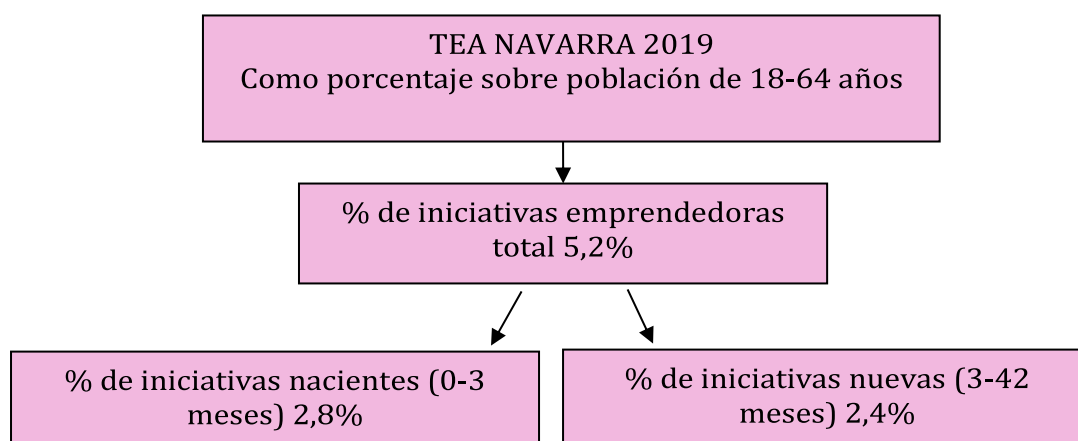 TEA NAVARRA 2019
Como porcentaje sobre población de 18-64 años
% de iniciativas emprendedoras
total 5,2%
% de iniciativas nacientes (0-3
meses) 2,8%
% de iniciativas nuevas (3-42
meses) 2,4%